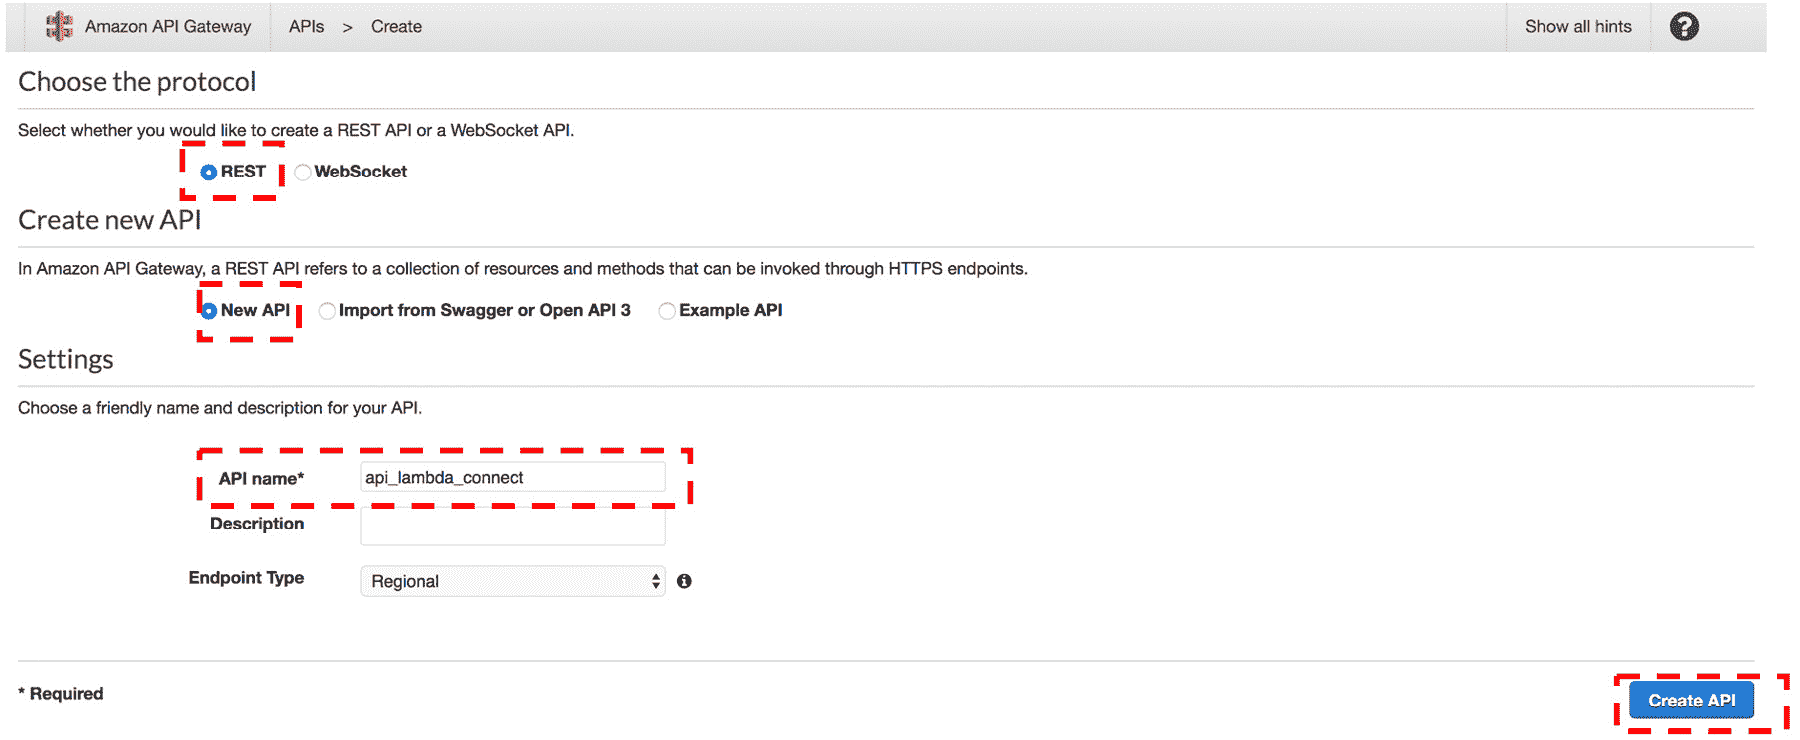 Amazon API Gateway APIs > Create Show all hints ?
Choose the protocol
Select whether you would like to create a REST API or a WebSocket API.
REST WebSocket
Create new API
In Amazon API Gateway, a REST API refers to a collection of resources and methods that can be invoked through HTTPS endpoints.
New API Import from Swagger or Open API 3 Example API
Settings
Choose a friendly name and description for your API.
API name* api_lambda_connect
Description
Endpoint Type Regional i
* Required Create API